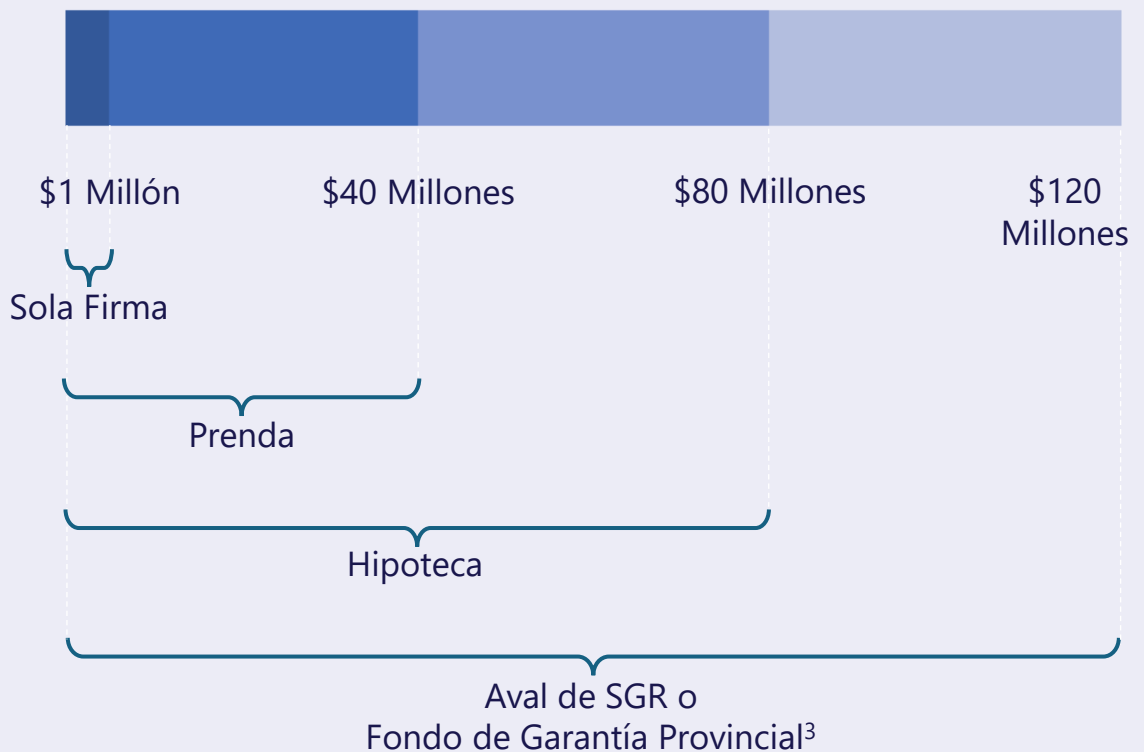 $1 Millón
$40 Millones
$80 Millones
$120
Millones
Sola Firma
Prenda
Hipoteca
Aval de SGR o
Fondo de Garantía Provincial³